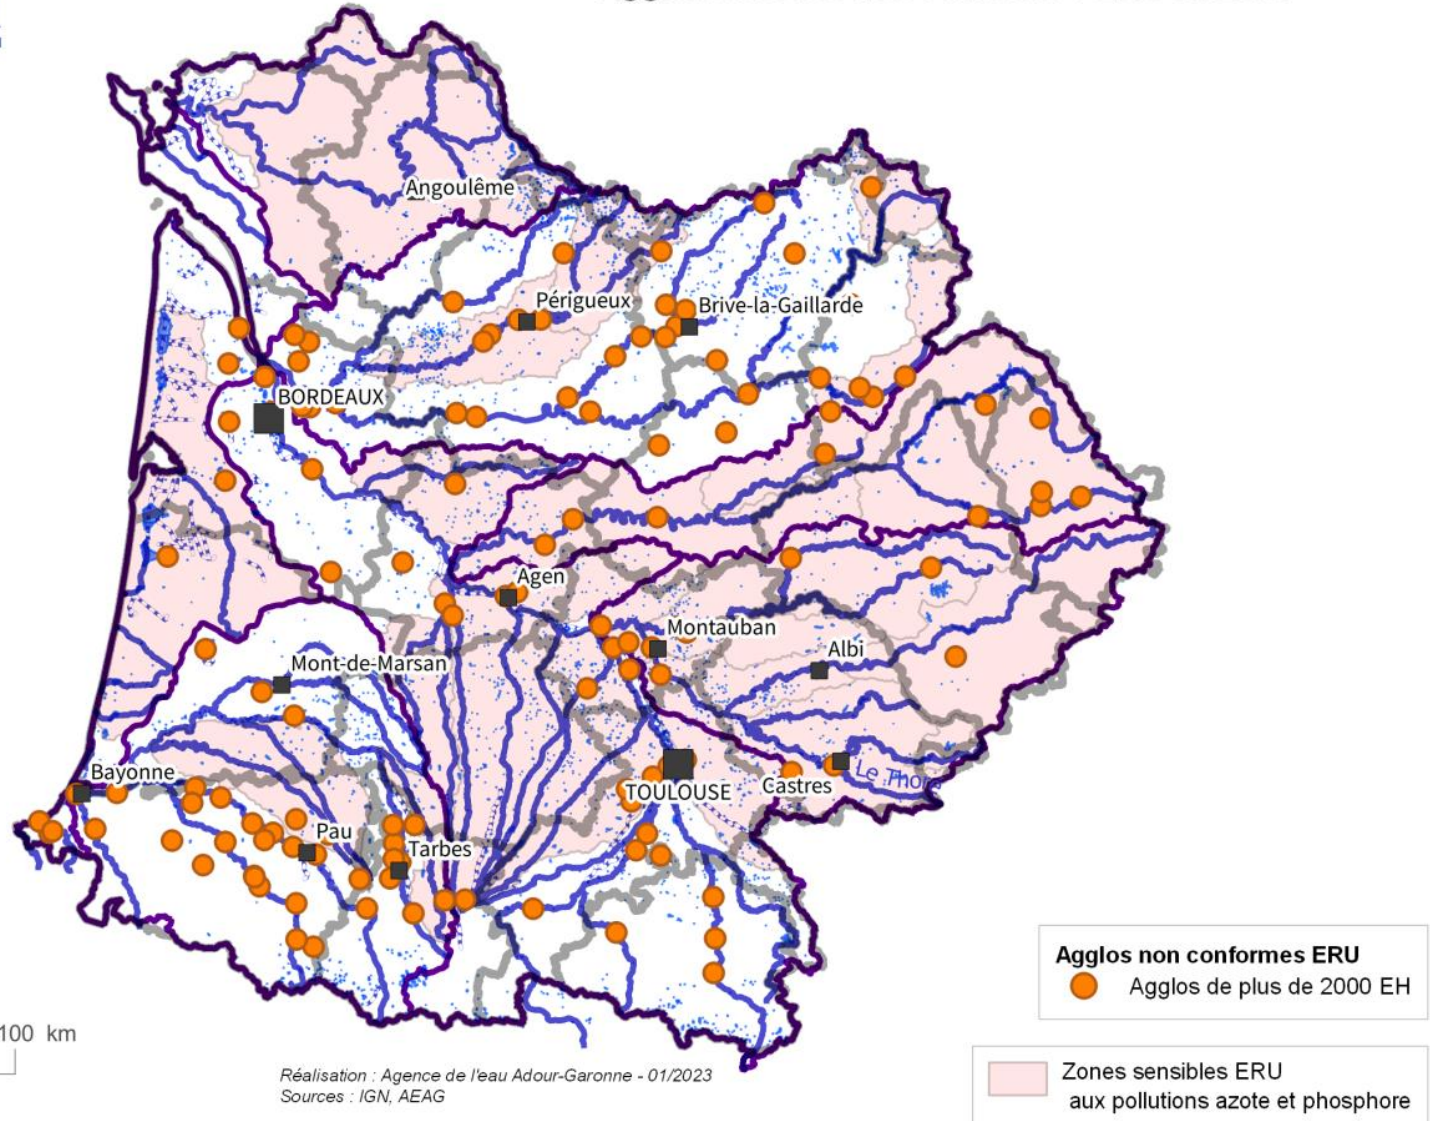 Angoulême
Périgueux
Brive-la-Gaillarde
BORDEAUX
Agen
Montauban
Albi
Mont-de-Marsan
Bayonne
TOULOUSE
Castres
Le Thor
Pau
Tarbes
100 km
Réalisation : Agence de l'eau Adour-Garonne - 01/2023
Sources : IGN, AEAG
Agglos non conformes ERU
Agglos de plus de 2000 EH
Zones sensibles ERU
aux pollutions azote et phosphore